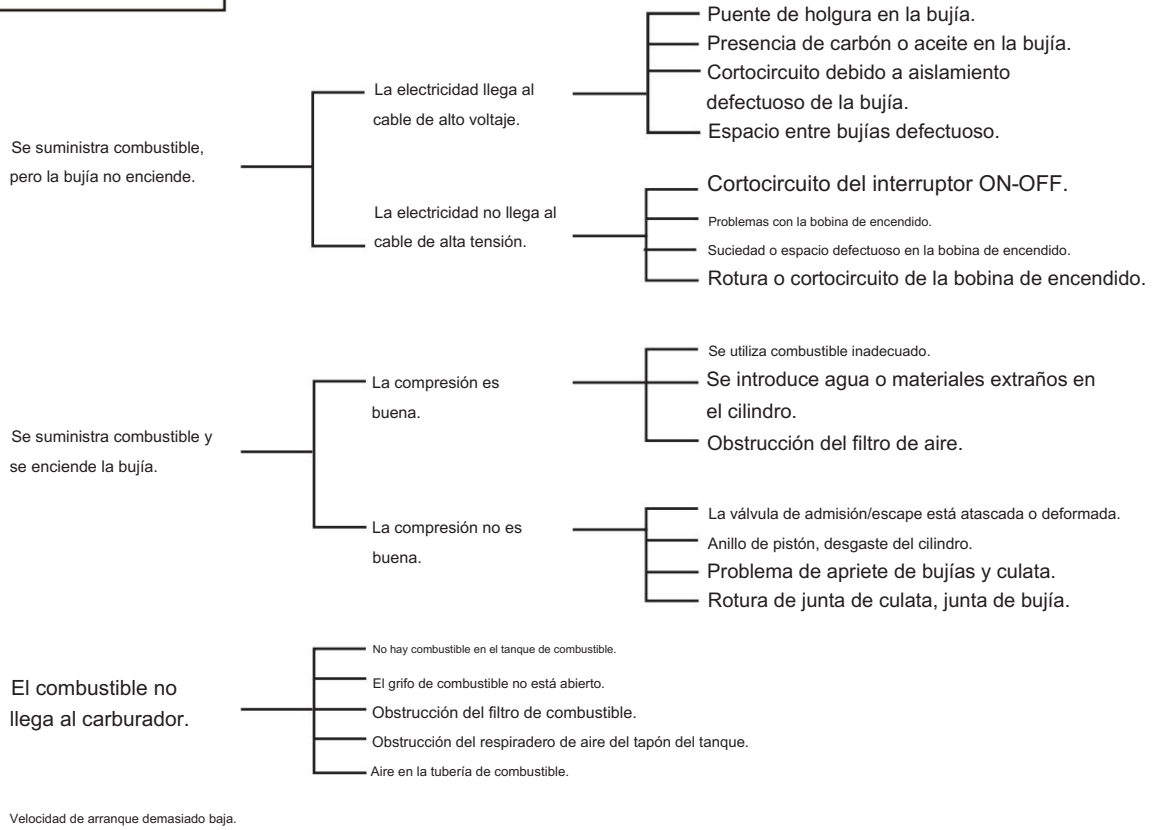 Se suministra combustible,
pero la bujía no enciende.
La electricidad llega al
cable de alto voltaje.
Puente de holgura en la bujía.
Presencia de carbón o aceite en la bujía.
Cortocircuito debido a aislamiento
defectuoso de la bujía.
Espacio entre bujías defectuoso.
La electricidad no llega al
cable de alta tensión.
Cortocircuito del interruptor ON-OFF.
Problemas con la bobina de encendido.
Suciedad o espacio defectuoso en la bobina de encendido.
Rotura o cortocircuito de la bobina de encendido.
Se suministra combustible y
se enciende la bujía.
La compresión es
buena.
Se utiliza combustible inadecuado.
Se introduce agua o materiales extraños en
el cilindro.
Obstrucción del filtro de aire.
La compresión no es
buena.
La válvula de admisión/escape está atascada o deformada.
Anillo de pistón, desgaste del cilindro.
Problema de apriete de bujías y culata.
Rotura de junta de culata, junta de bujía.
El combustible no
llega al carburador.
No hay combustible en el tanque de combustible.
El grifo de combustible no está abierto.
Obstrucción del filtro de combustible.
Obstrucción del respiradero de aire del tapón del tanque.
Aire en la tubería de combustible.
Velocidad de arranque demasiado baja.